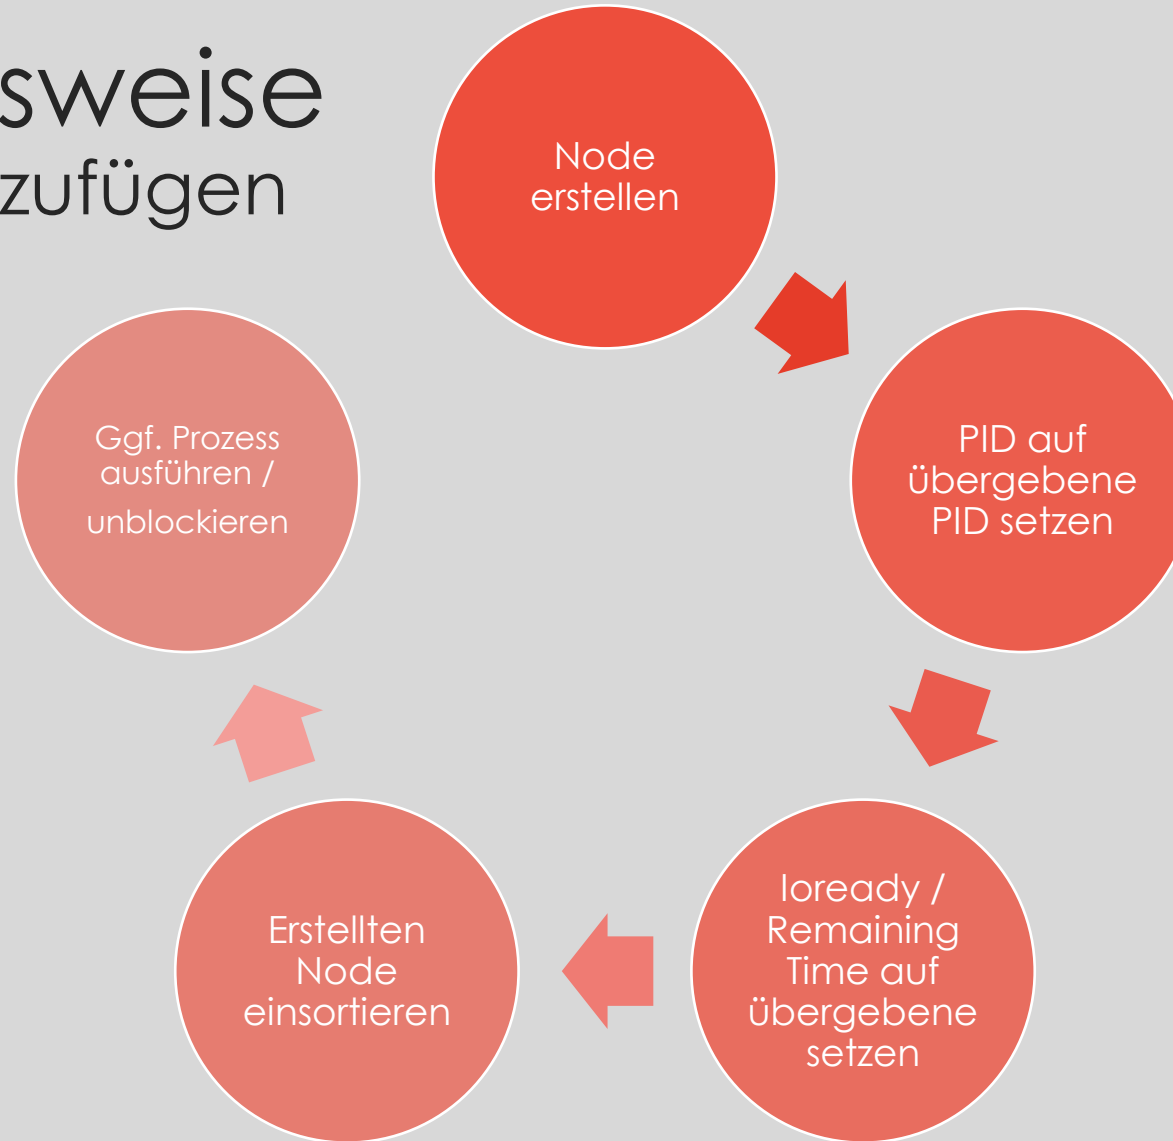 sweise
zufügen
Node
erstellen
PID auf
übergebene
PID setzen
Ioready /
Remaining
Time auf
übergebene
setzen
Erstellten
Node
einsortieren
Ggf. Prozess
ausführen /
unblockieren